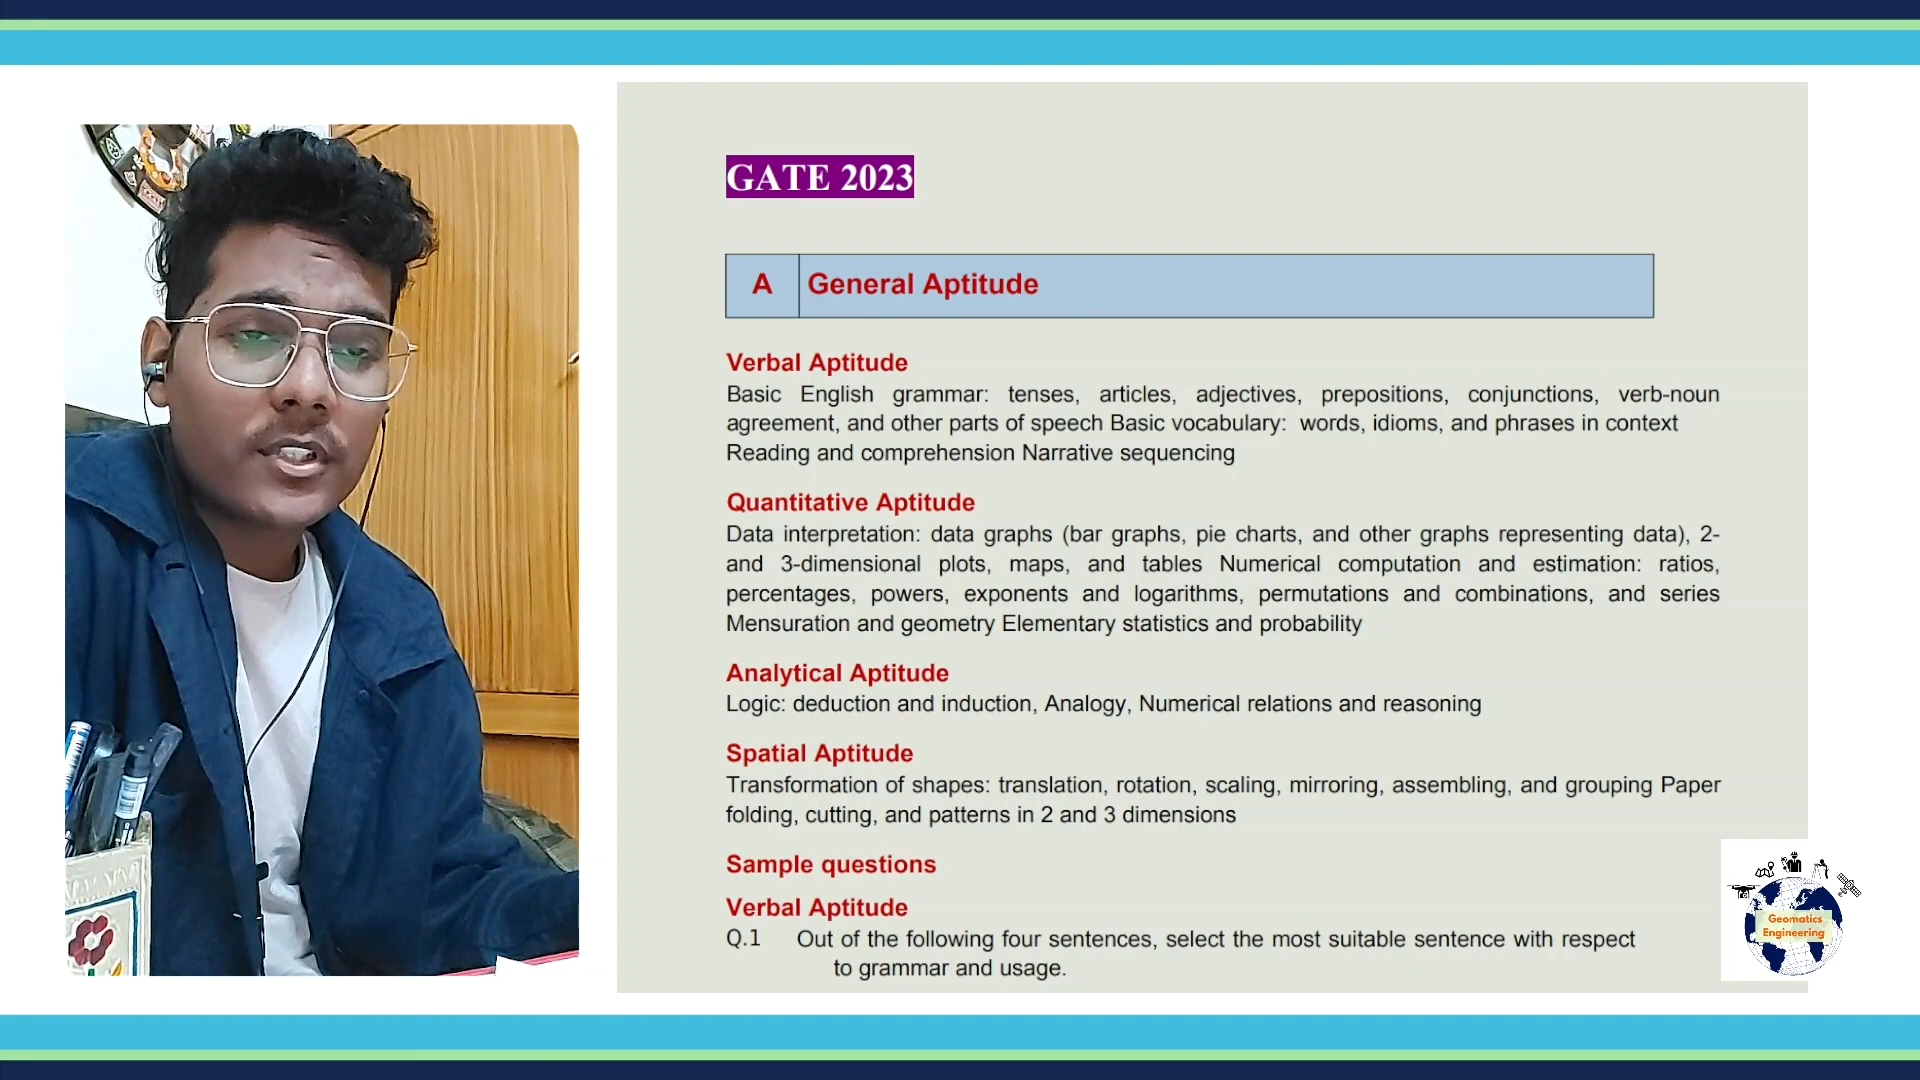 GATE 2023
A General Aptitude
Verbal Aptitude
Basic English grammar: tenses, articles, adjectives, prepositions, conjunctions, verb-noun
agreement, and other parts of speech Basic vocabulary: words, idioms, and phrases in context
Reading and comprehension Narrative sequencing
Quantitative Aptitude
Data interpretation: data graphs (bar graphs, pie charts, and other graphs representing data), 2-
and 3-dimensional plots, maps, and tables Numerical computation and estimation: ratios,
percentages, powers, exponents and logarithms, permutations and combinations, and series
Mensuration and geometry Elementary statistics and probability
Analytical Aptitude
Logic: deduction and induction, Analogy, Numerical relations and reasoning
Spatial Aptitude
Transformation of shapes: translation, rotation, scaling, mirroring, assembling, and grouping Paper
folding, cutting, and patterns in 2 and 3 dimensions
Sample questions
Verbal Aptitude
Q.1 Out of the following four sentences, select the most suitable sentence with respect
to grammar and usage.
Geomatics
Engineering